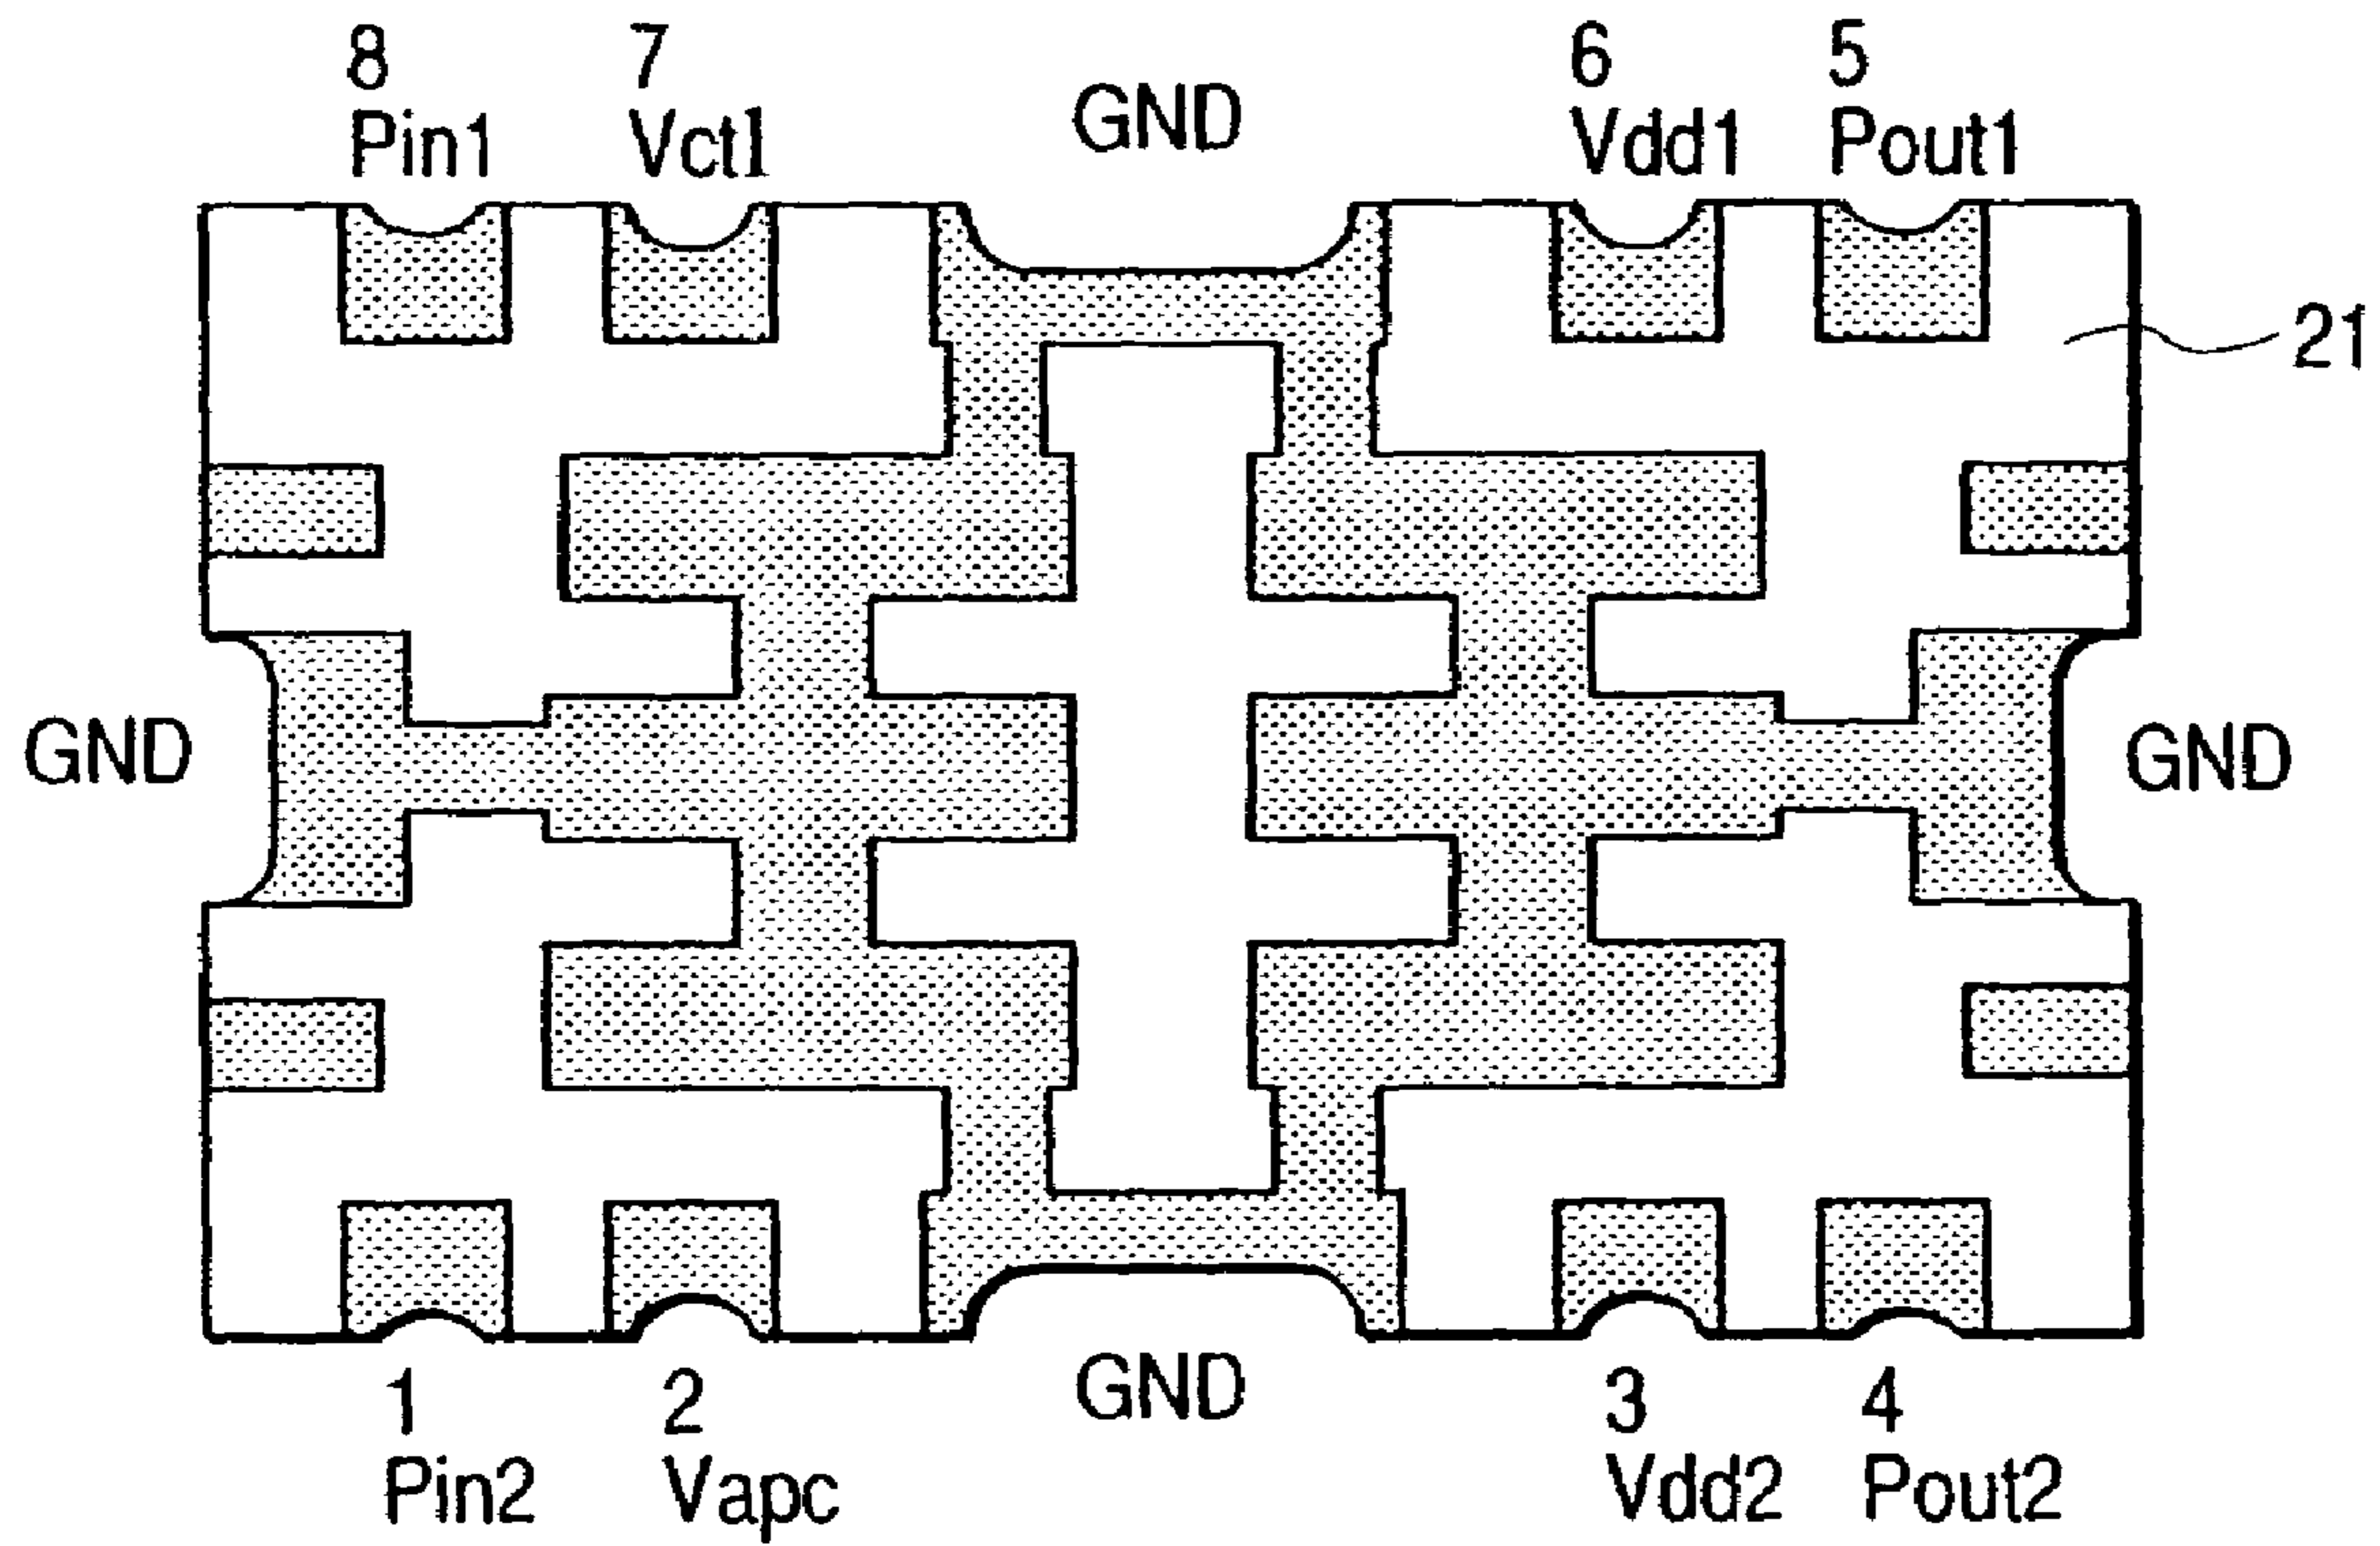 8 7 6 5
Pin1 Vct1 GND Vdd1 Pout1
21
GND GND
1 2 GND 3 4
Pin2 Vapc Vdd2 Pout2